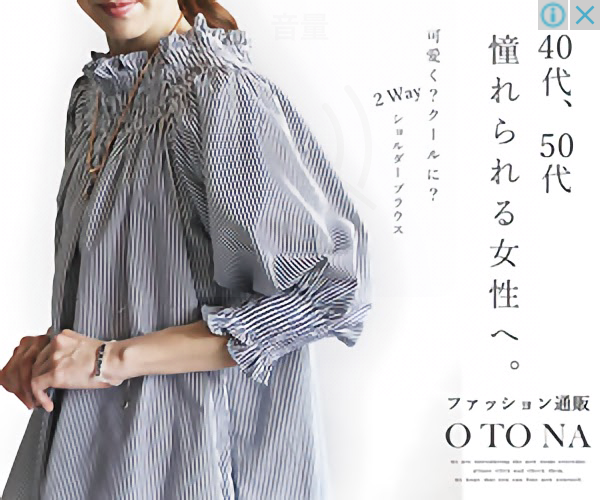 音量
40代、50代
憧れられる女性へ。
可愛く？クールに？
2 Way
ショルダーブラウス
ファッション通販
OTONA